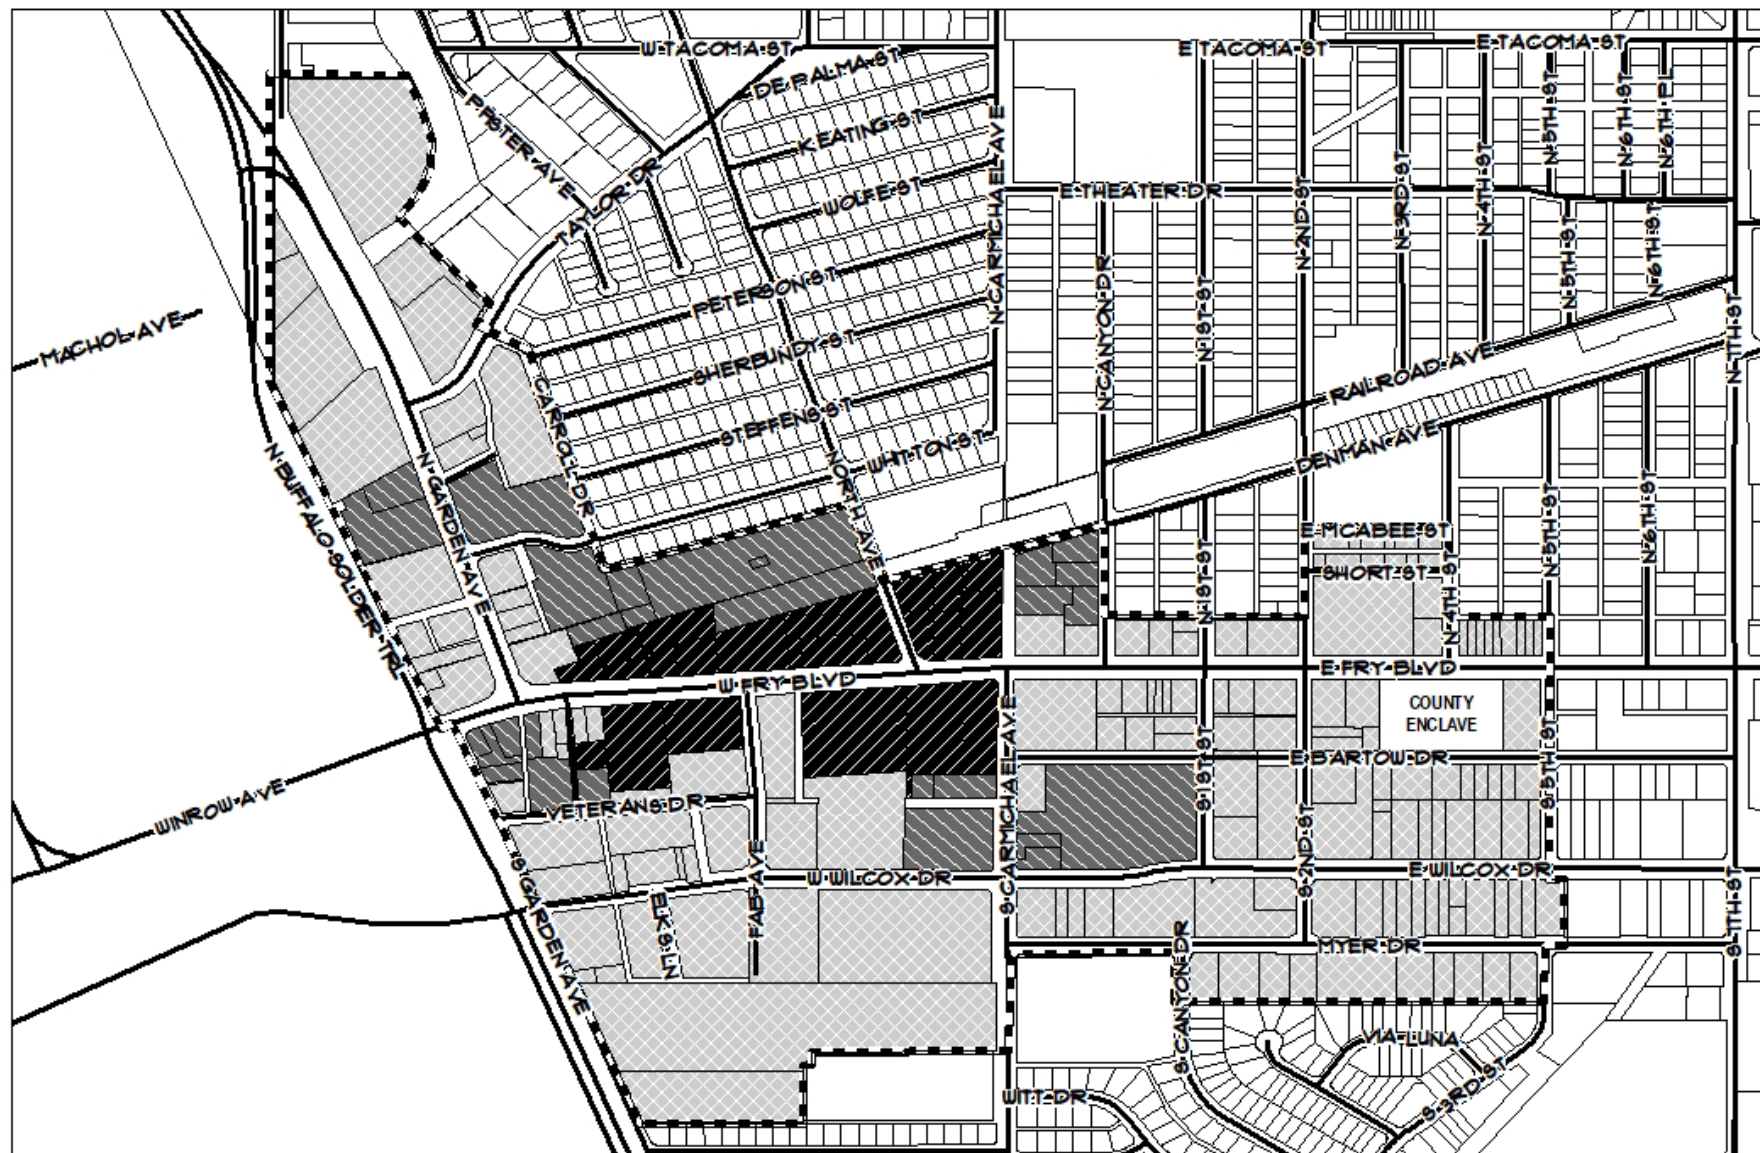 W TACOMA ST
E TACOMA ST
E TACOMA ST
DE PALMA ST
PFISTER AVE
KEATING ST
N CARMICHAEL AVE
N 5TH ST
N 6TH ST
N 6TH PL
TAYLOR DR
WOLFE ST
E THEATER DR
N 2ND ST
N 3RD ST
N 4TH ST
N 5TH ST
N 6TH ST
PETERSON ST
N CANYON DR
N 1ST ST
N 7TH ST
MACHOL AVE
SHERBUNDY ST
RAILROAD AVE
CARROLL DR
STEFFENS ST
WHITTON ST
DENMAN AVE
N BUFFALO SOLDIER TRL
N GARDEN AVE
NORTH AVE
E MCABEE ST
N 5TH ST
N 6TH ST
N 1ST ST
SHORT ST
N 4TH ST
W FRY BLVD
E FRY BLVD
COUNTY
ENCLAVE
S CARMICHAEL AVE
S 1ST ST
E BARTOW DR
S 5TH ST
WINROW AVE
VETERANS DR
S GARDEN AVE
FAB AVE
W WILCOX DR
E WILCOX DR
S 2ND ST
ELKS LN
S CANYON DR
MYER DR
S 7TH ST
VIA LUNA
WITT DR
S 3RD ST